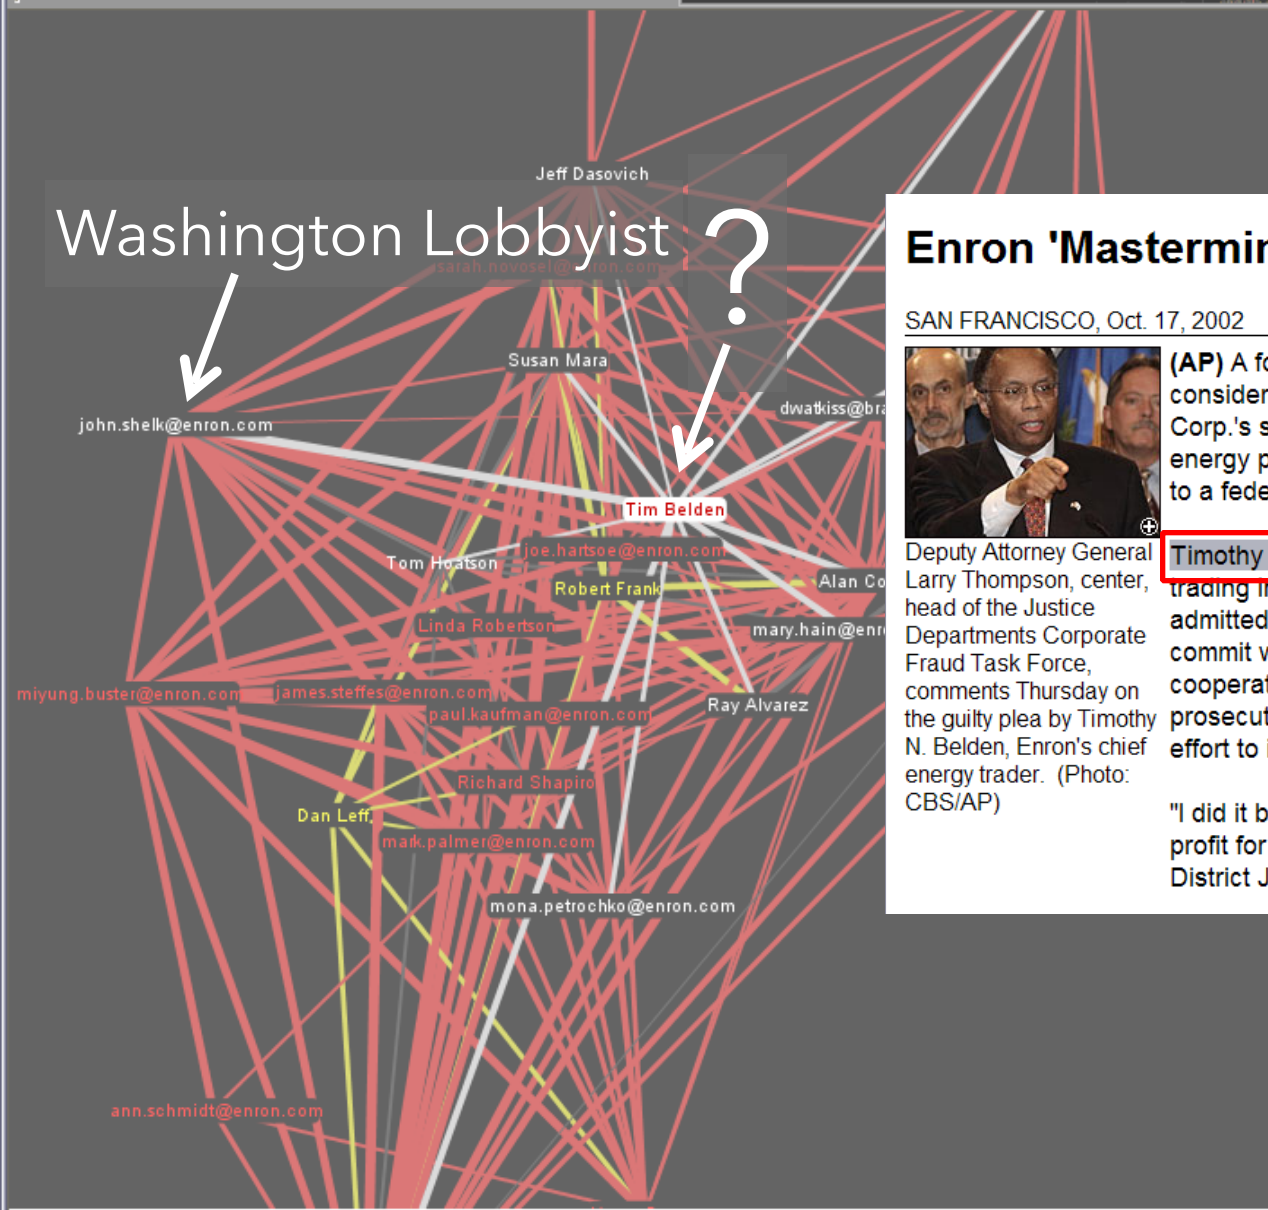 Jeff Dasovich
Washington Lobbyist ?
sarah.novosel@enron.com
Susan Mara
john.shelk@enron.com
dwatkiss@bra
Tim Belden
joe.hartsoe@enron.com
Tom Hoatson
Robert Frank
Alan Co
Linda Robertson
mary.hain@enr
miyung.buster@enron.com
james.steffes@enron.com
paul.kaufman@enron.com
Ray Alvarez
Richard Shapiro
Dan Leff
mark.palmer@enron.com
mona.petrochko@enron.com
ann.schmidt@enron.com
Enron 'Mastermin
SAN FRANCISCO, Oct. 17, 2002
Deputy Attorney General
Larry Thompson, center,
head of the Justice
Departments Corporate
Fraud Task Force,
comments Thursday on
the guilty plea by Timothy
N. Belden, Enron's chief
energy trader. (Photo:
CBS/AP)
(AP) A fo
consider
Corp.'s s
energy p
to a fede
Timothy
trading i
admitted
commit w
cooperat
prosecut
effort to i
"I did it b
profit for
District J